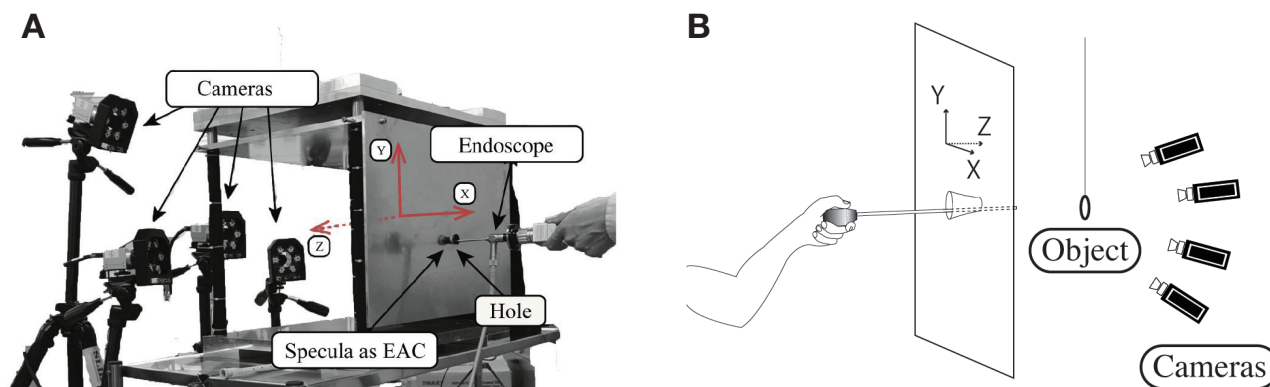 A
Cameras
Endoscope
Y
X
Z
Hole
Specula as EAC
B
Y
Z
X
Object
Cameras